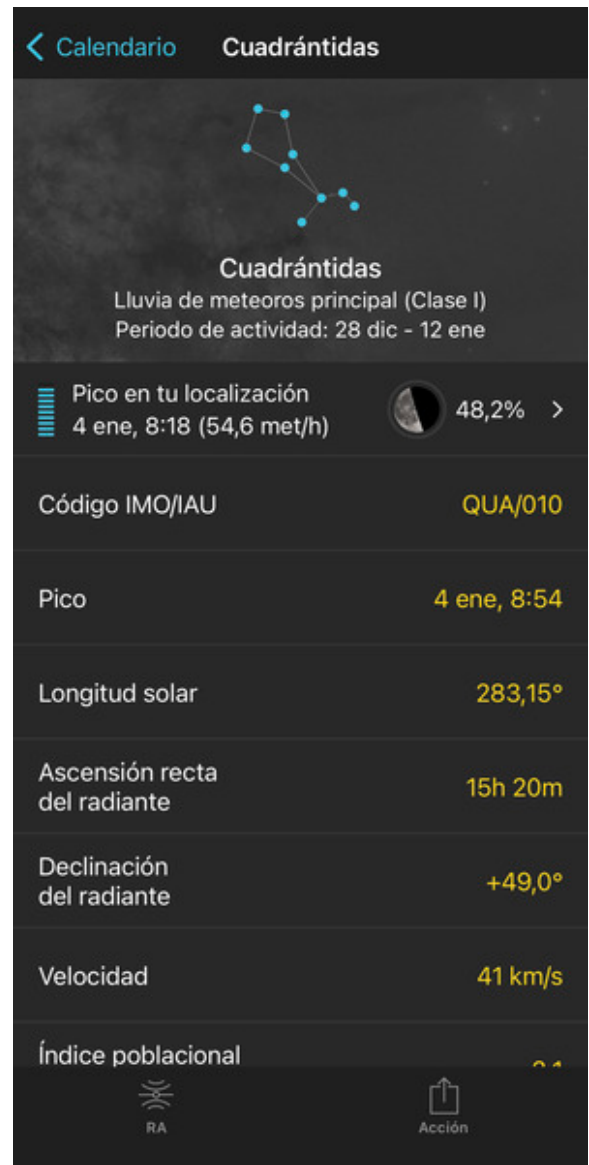 Calendario Cuadrántidas
Cuadrántidas
Lluvia de meteoros principal (Clase I)
Periodo de actividad: 28 dic - 12 ene
Pico en tu localización
4 ene, 8:18 (54,6 met/h) 48,2%
Código IMO/IAU QUA/010
Pico 4 ene, 8:54
Longitud solar 283,15°
Ascensión recta
del radiante 15h 20m
Declinación
del radiante +49,0°
Velocidad 41 km/s
Índice poblacional
RA Acción